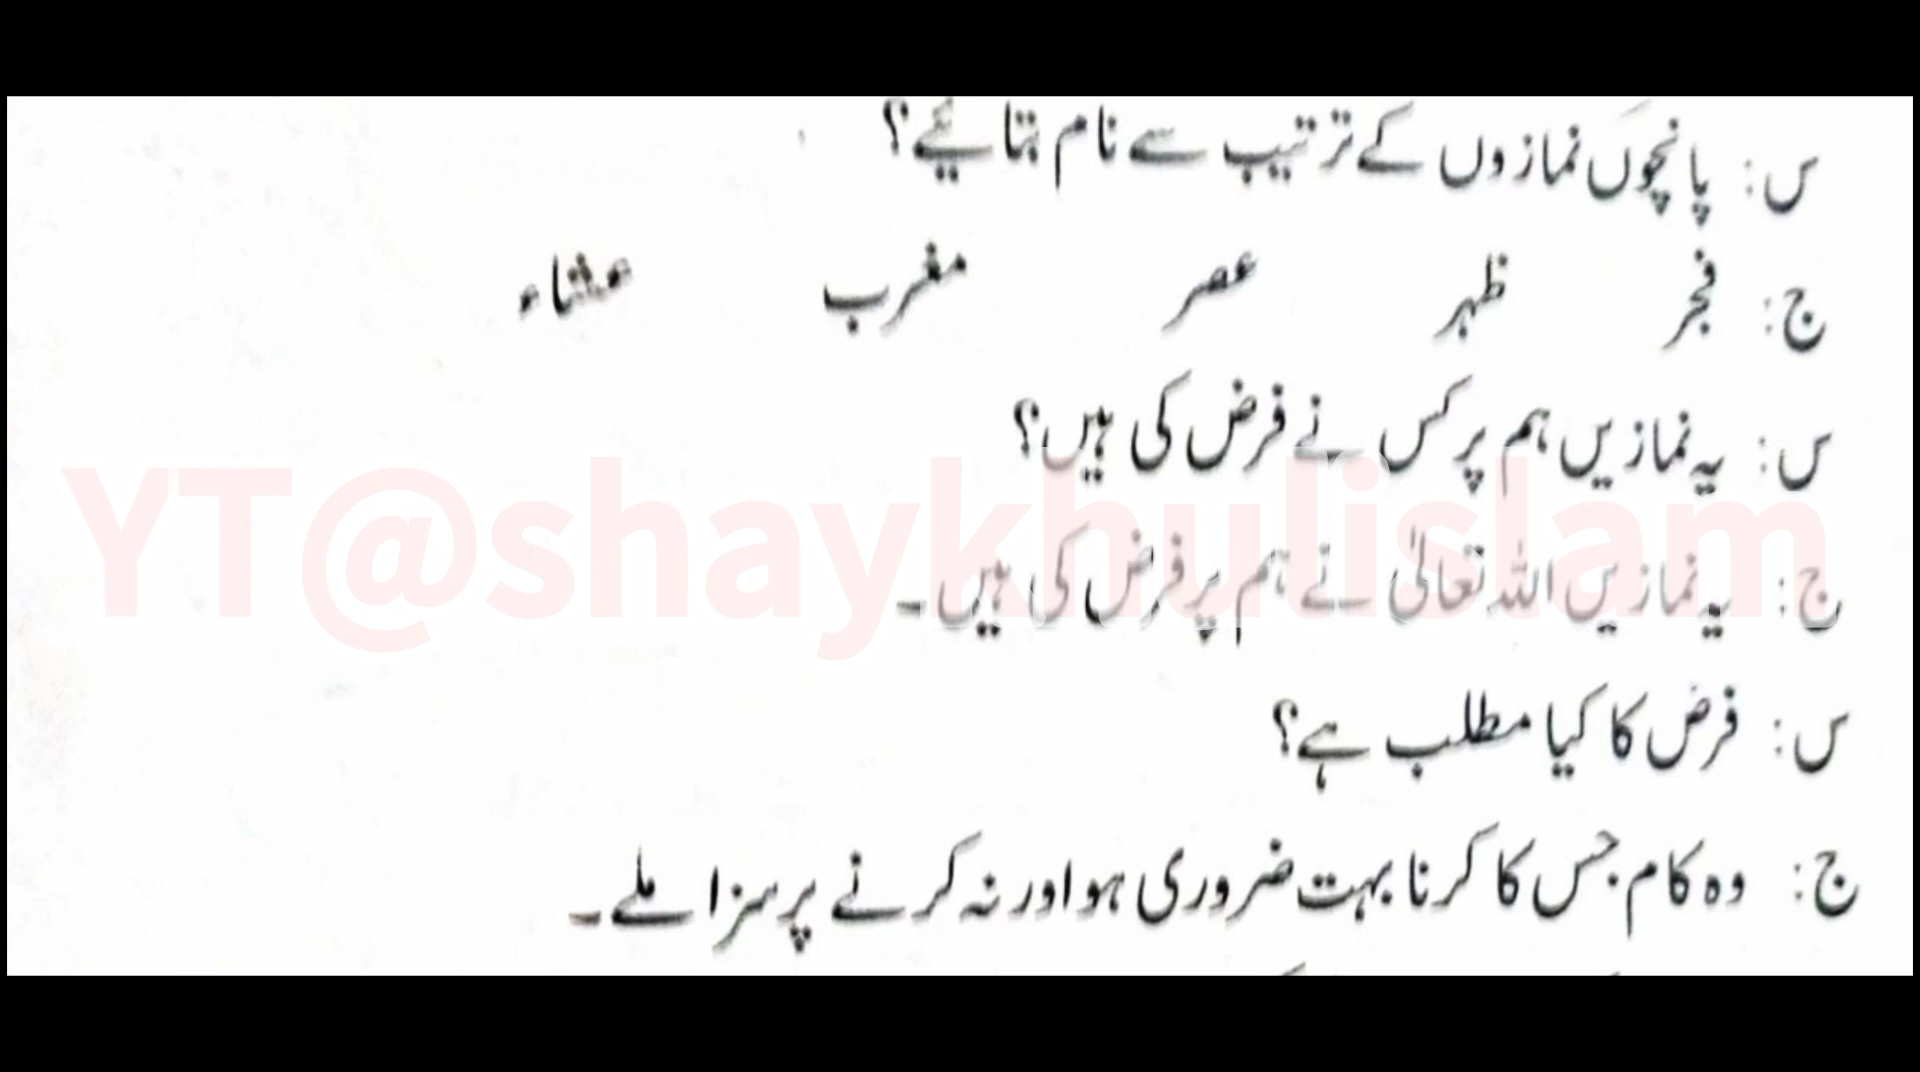 س: پانچوں نمازوں کے ترتیب سے نام بتائیے؟
ج: فجر ظہر عصر مغرب عشاء
س: یہ نمازیں ہم پر کس نے فرض کی ہیں؟
YT@shaykhulislam
ج: یہ نمازیں اللہ تعالیٰ نے ہم پر فرض کی ہیں۔
س: فرض کا کیا مطلب ہے؟
ج: وہ کام جس کا کرنا بہت ضروری ہو اور نہ کرنے پر سزا ملے۔